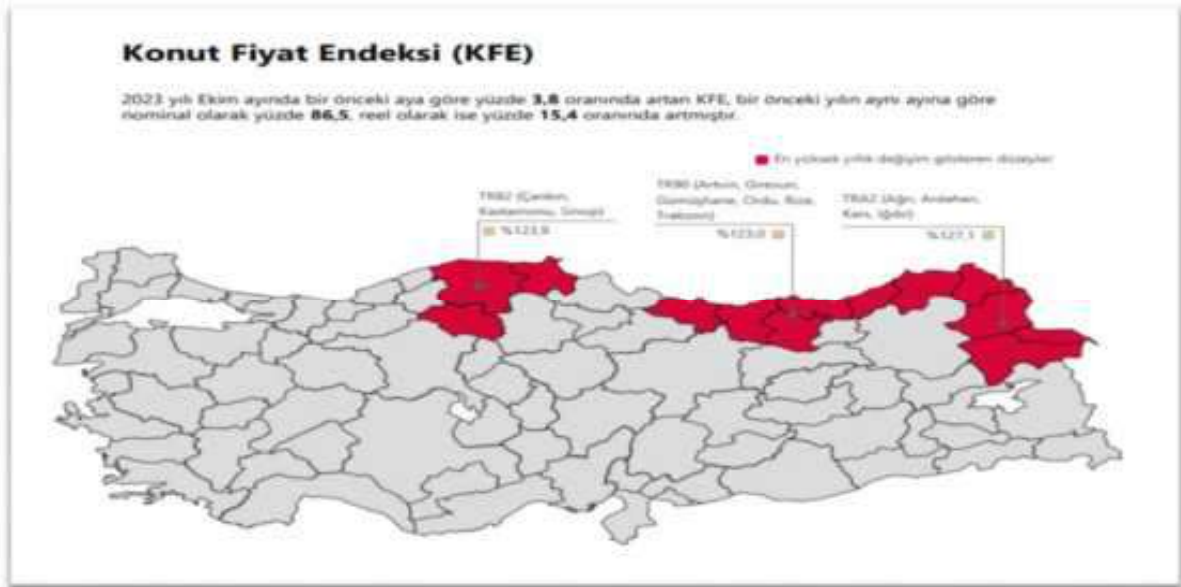 Konut Fiyat Endeksi (KFE)
2023 yılı Ekim ayında bir önceki aya göre yüzde 3,8 oranında artan KFE, bir önceki yılın aynı ayına göre
nominal olarak yüzde 86,5, reel olarak ise yüzde 15,4 oranında artmıştır.
En yüksek yıllık değişim gösteren düzeyler
TR82 (Çankırı,
Kastamonu, Sinop)
%123,9
TR90 (Artvin, Giresun,
Gümüşhane, Ordu, Rize,
Trabzon)
%123,0
TRA2 (Ağrı, Ardahan,
Kars, Iğdır)
%127,1